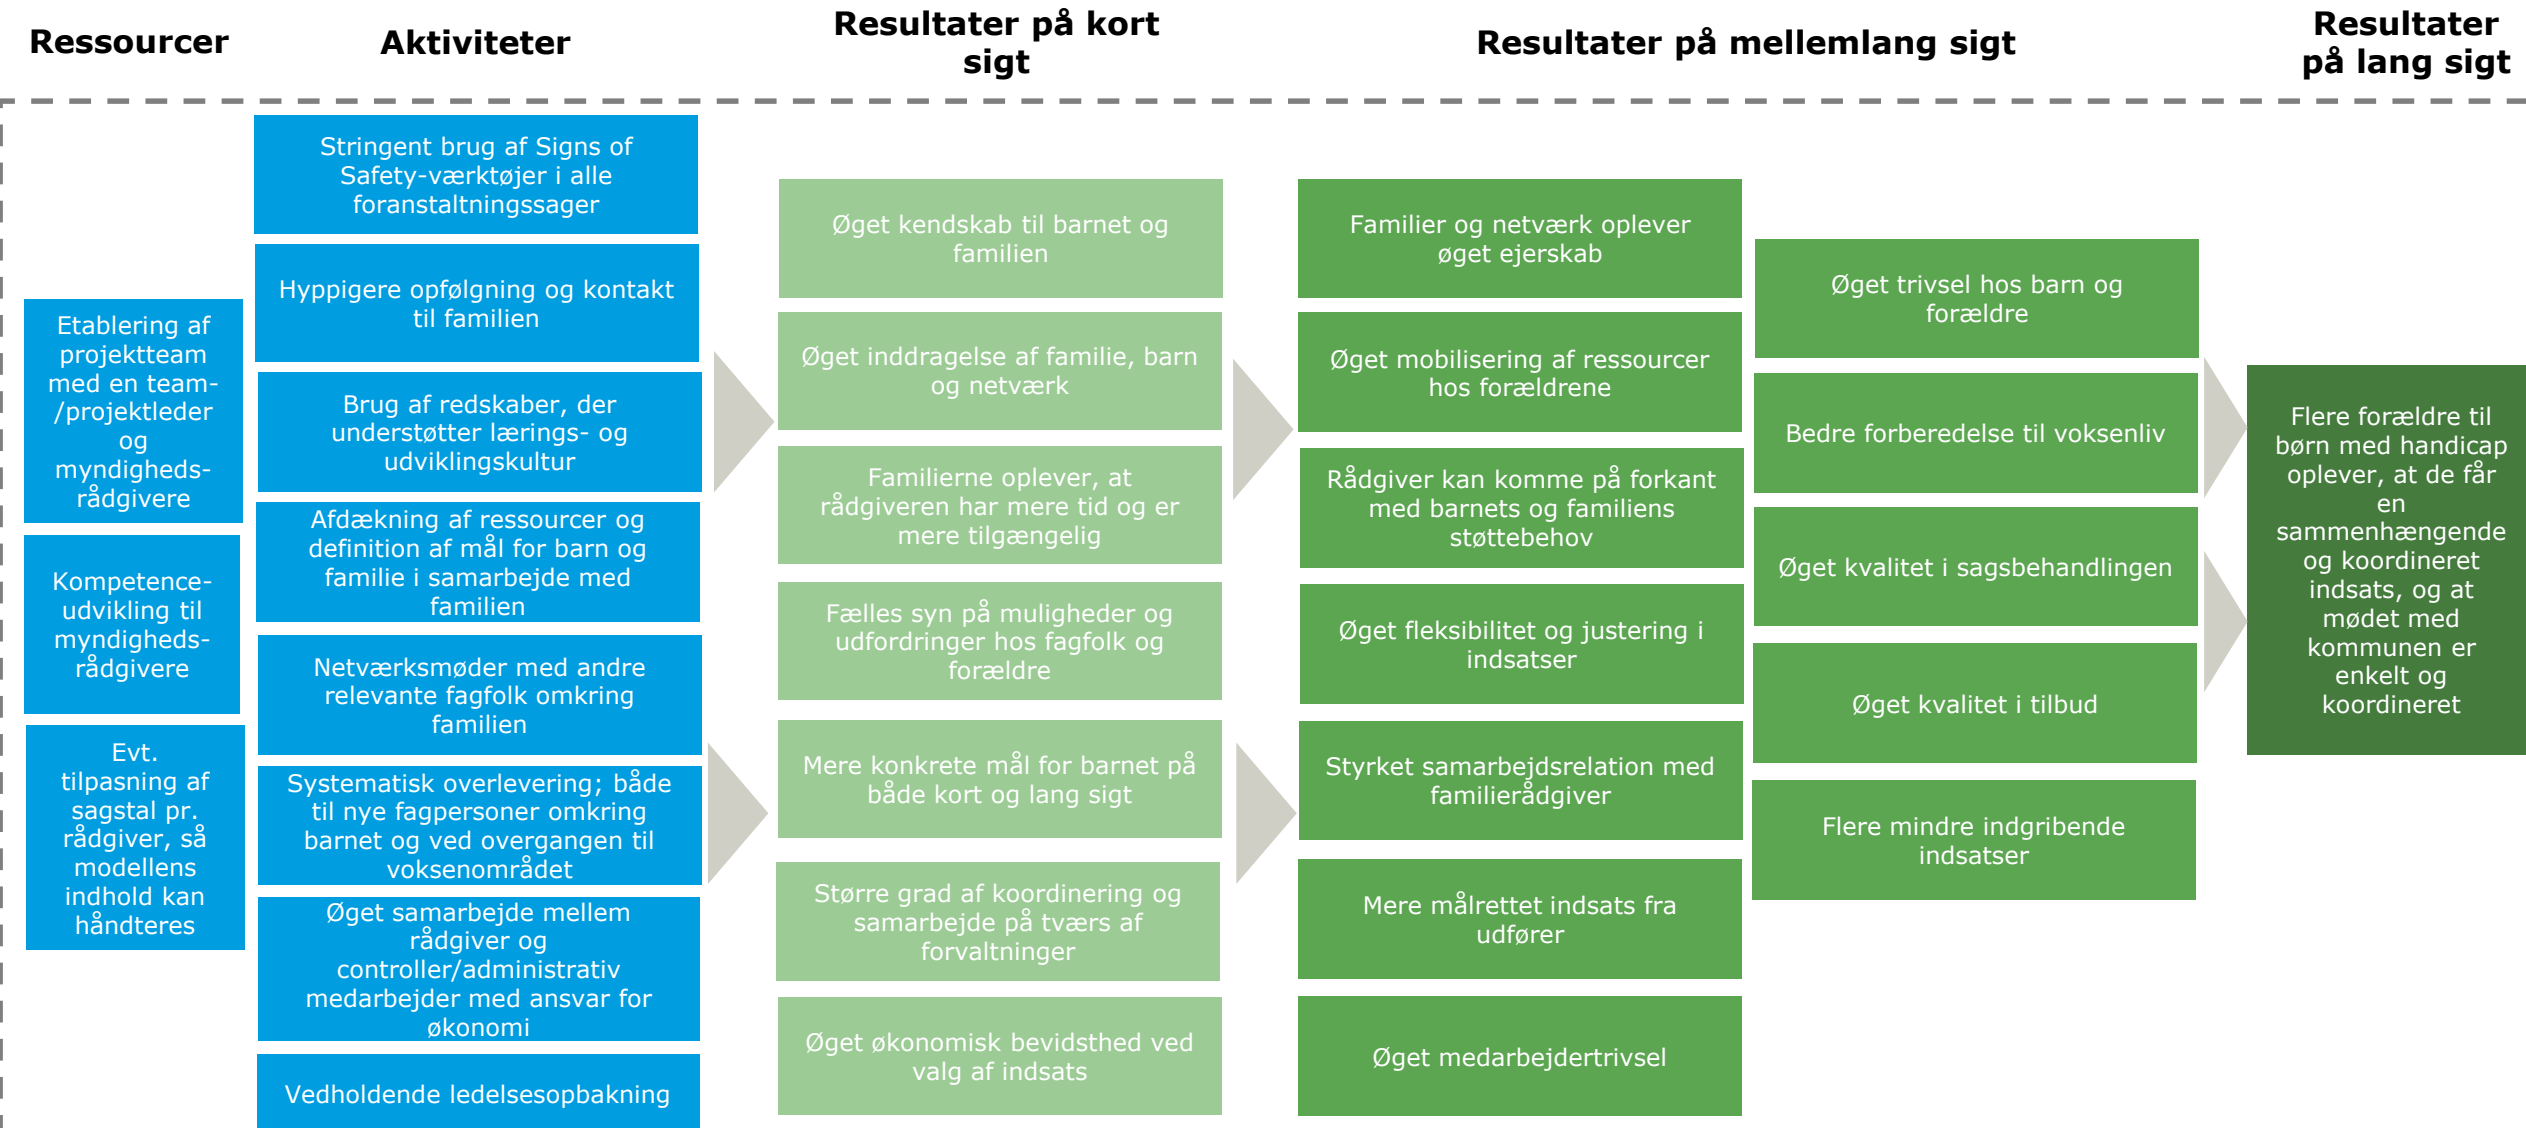 Ressourcer
Aktiviteter
Resultater på kort
sigt
Resultater på mellemlang sigt
Resultater
på lang sigt
Etablering af
projektteam
med en team-
/projektleder
og
myndigheds-
rådgivere
Kompetence-
udvikling til
myndigheds-
rådgivere
Evt.
tilpasning af
sagstal pr.
rådgiver, så
modellens
indhold kan
håndteres
Stringent brug af Signs of
Safety-værktøjer i alle
foranstaltningssager
Hyppigere opfølgning og kontakt
til familien
Brug af redskaber, der
understøtter lærings- og
udviklingskultur
Afdækning af ressourcer og
definition af mål for barn og
familie i samarbejde med
familien
Netværksmøder med andre
relevante fagfolk omkring
familien
Systematisk overlevering; både
til nye fagpersoner omkring
barnet og ved overgangen til
voksenområdet
Øget samarbejde mellem
rådgiver og
controller/administrativ
medarbejder med ansvar for
økonomi
Vedholdende ledelsesopbakning
Øget kendskab til barnet og
familien
Øget inddragelse af familie, barn
og netværk
Familierne oplever, at
rådgiveren har mere tid og er
mere tilgængelig
Fælles syn på muligheder og
udfordringer hos fagfolk og
forældre
Mere konkrete mål for barnet på
både kort og lang sigt
Større grad af koordinering og
samarbejde på tværs af
forvaltninger
Øget økonomisk bevidsthed ved
valg af indsats
Familier og netværk oplever
øget ejerskab
Øget mobilisering af ressourcer
hos forældrene
Rådgiver kan komme på forkant
med barnets og familiens
støttebehov
Øget fleksibilitet og justering i
indsatser
Styrket samarbejdsrelation med
familierådgiver
Mere målrettet indsats fra
udfører
Øget medarbejdertrivsel
Øget trivsel hos barn og
forældre
Bedre forberedelse til voksenliv
Øget kvalitet i sagsbehandlingen
Øget kvalitet i tilbud
Flere mindre indgribende
indsatser
Flere forældre til
børn med handicap
oplever, at de får
en
sammenhængende
og koordineret
indsats, og at
mødet med
kommunen er
enkelt og
koordineret